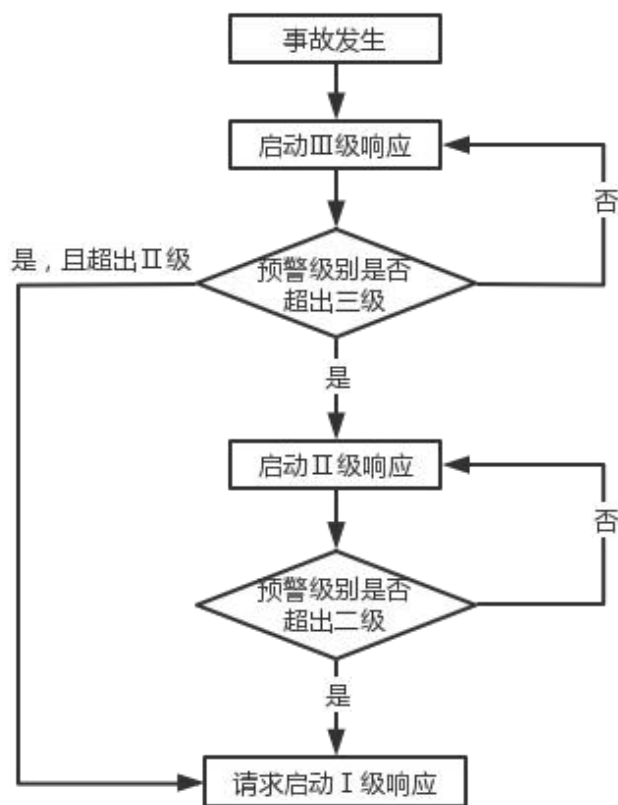 事故发生
启动Ⅲ级响应
否
是，且超出Ⅱ级
预警级别是否
超出三级
是
启动Ⅱ级响应
否
预警级别是否
超出二级
是
请求启动Ⅰ级响应